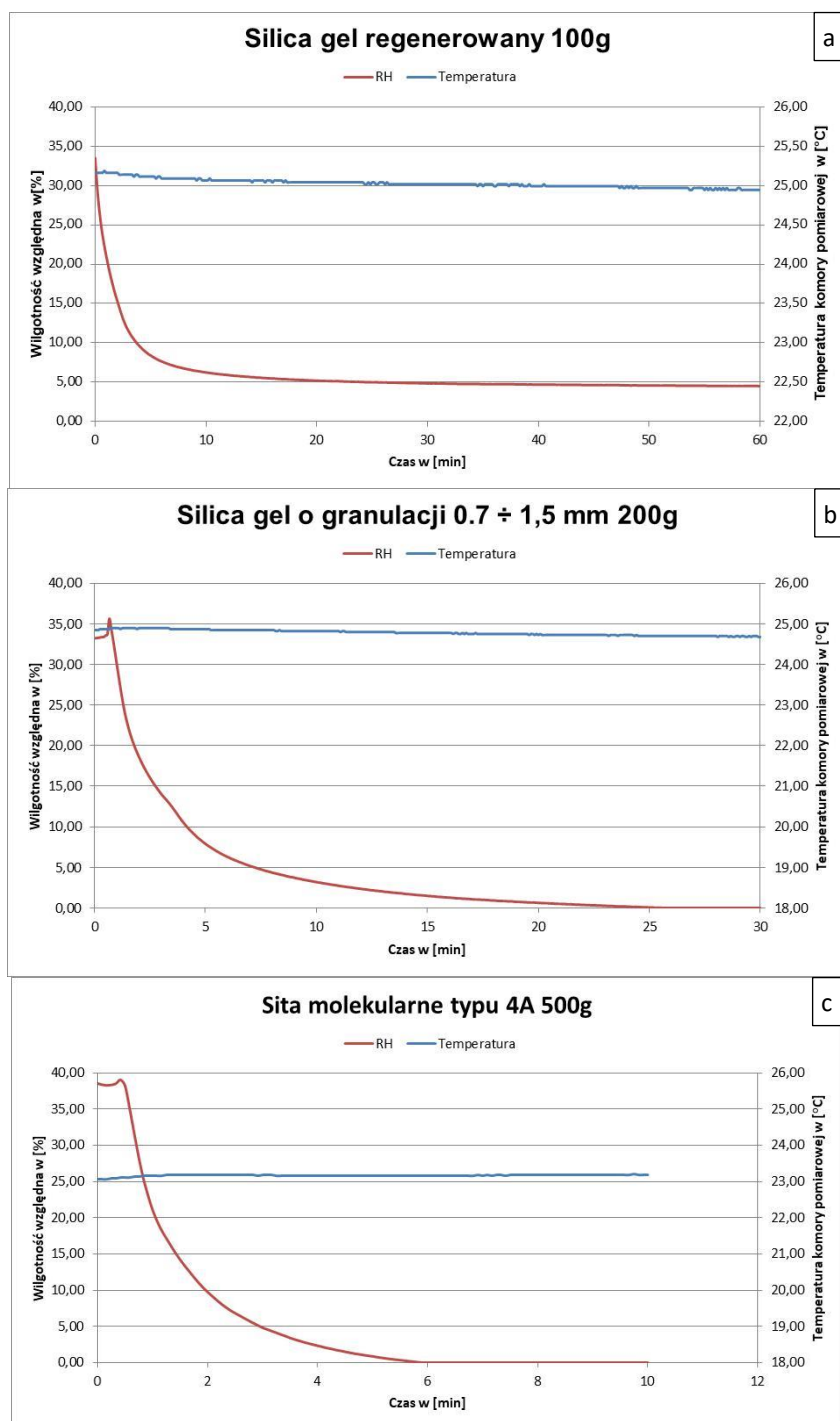 Silica gel regenerowany 100g
a
RH Temperatura
40,00 26,00
35,00 25,50
30,00 25,00
25,00 24,50
20,00 24,00
15,00 23,50
10,00 23,00
5,00 22,50
0,00 22,00
Wilgotność względna w[%]
Temperatura komory pomiarowej w [°C]
0 10 20 30 40 50 60
Czas w [min]
Silica gel o granulacji 0.7 ÷ 1,5 mm 200g
b
RH Temperatura
40,00 26,00
35,00 25,00
30,00 24,00
25,00 23,00
20,00 22,00
15,00 21,00
10,00 20,00
5,00 19,00
0,00 18,00
Wilgotność względna w [%]
Temperatura komory pomiarowej w [°C]
0 5 10 15 20 25 30
Czas w [min]
Sita molekularne typu 4A 500g
c
RH Temperatura
40,00 26,00
35,00 25,00
30,00 24,00
25,00 23,00
20,00 22,00
15,00 21,00
10,00 20,00
5,00 19,00
0,00 18,00
Wilgotność względna w [%]
Temperatura komory pomiarowej w [°C]
0 2 4 6 8 10 12
Czas w [min]